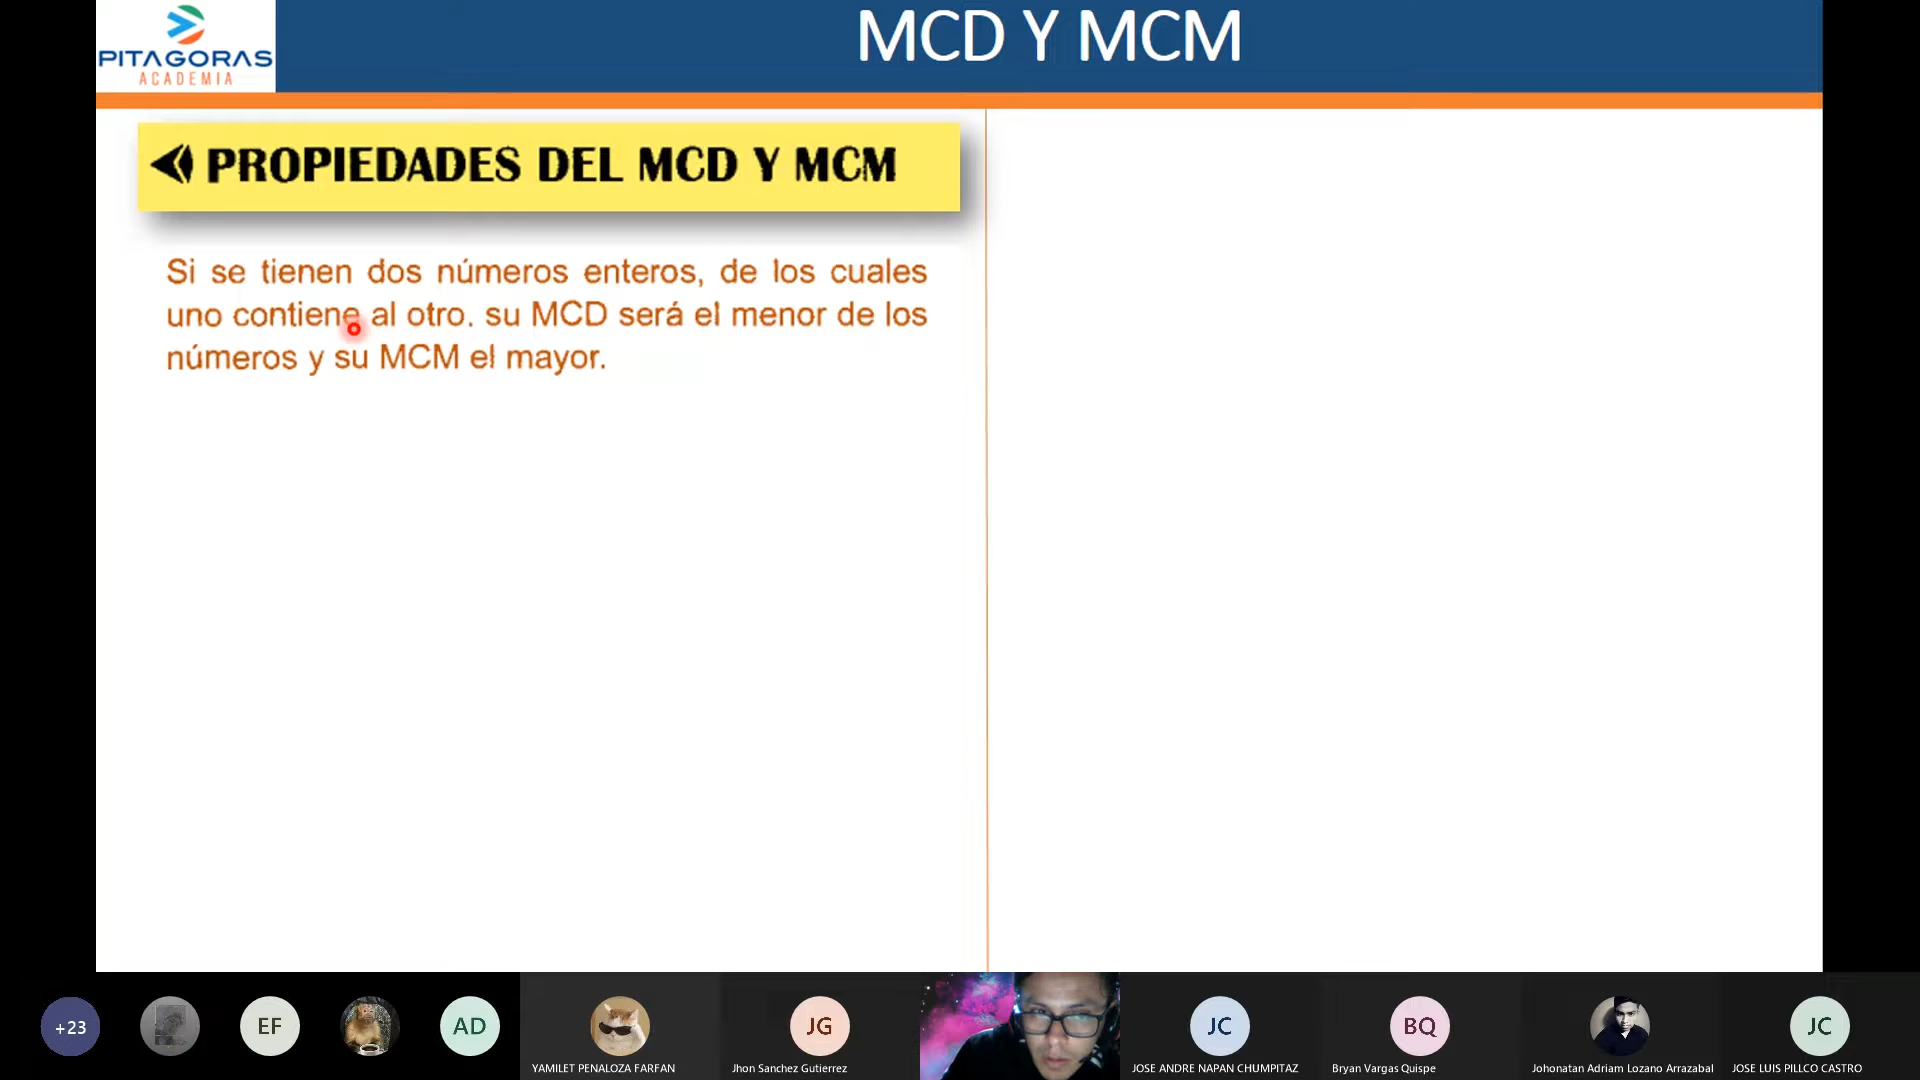 PITAGORAS
ACADEMIA
MCD Y MCM
PROPIEDADES DEL MCD Y MCM
Si se tienen dos números enteros, de los cuales
uno contiene al otro. su MCD será el menor de los
números y su MCM el mayor.
+23
EF
AD
YAMILET PENALOZA FARFAN
JG
Jhon Sanchez Gutierrez
JC
JOSE ANDRE NAPAN CHUMPITAZ
BQ
Bryan Vargas Quispe
Johonatan Adriam Lozano Arrazabal
JC
JOSE LUIS PILLCO CASTRO